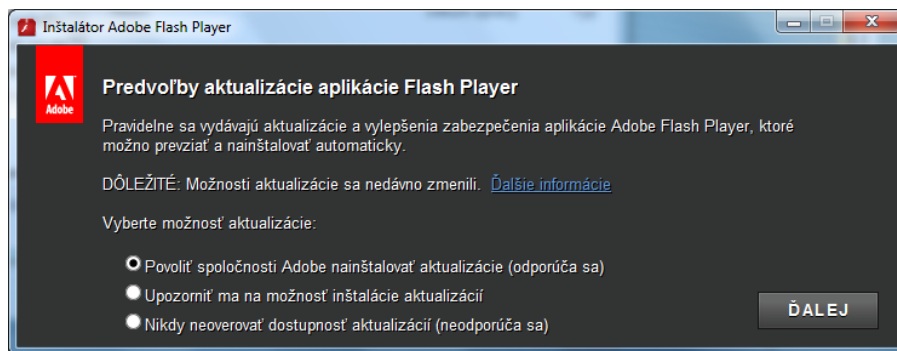 Inštalátor Adobe Flash Player
Adobe
Predvoľby aktualizácie aplikácie Flash Player
Pravidelne sa vydávajú aktualizácie a vylepšenia zabezpečenia aplikácie Adobe Flash Player, ktoré
možno prevziať a nainštalovať automaticky.
DÔLEŽITÉ: Možnosti aktualizácie sa nedávno zmenili. Ďalšie informácie
Vyberte možnosť aktualizácie:
Povoliť spoločnosti Adobe nainštalovať aktualizácie (odporúča sa)
Upozorniť ma na možnosť inštalácie aktualizácií
Nikdy neoverovať dostupnosť aktualizácií (neodporúča sa)
ĎALEJ